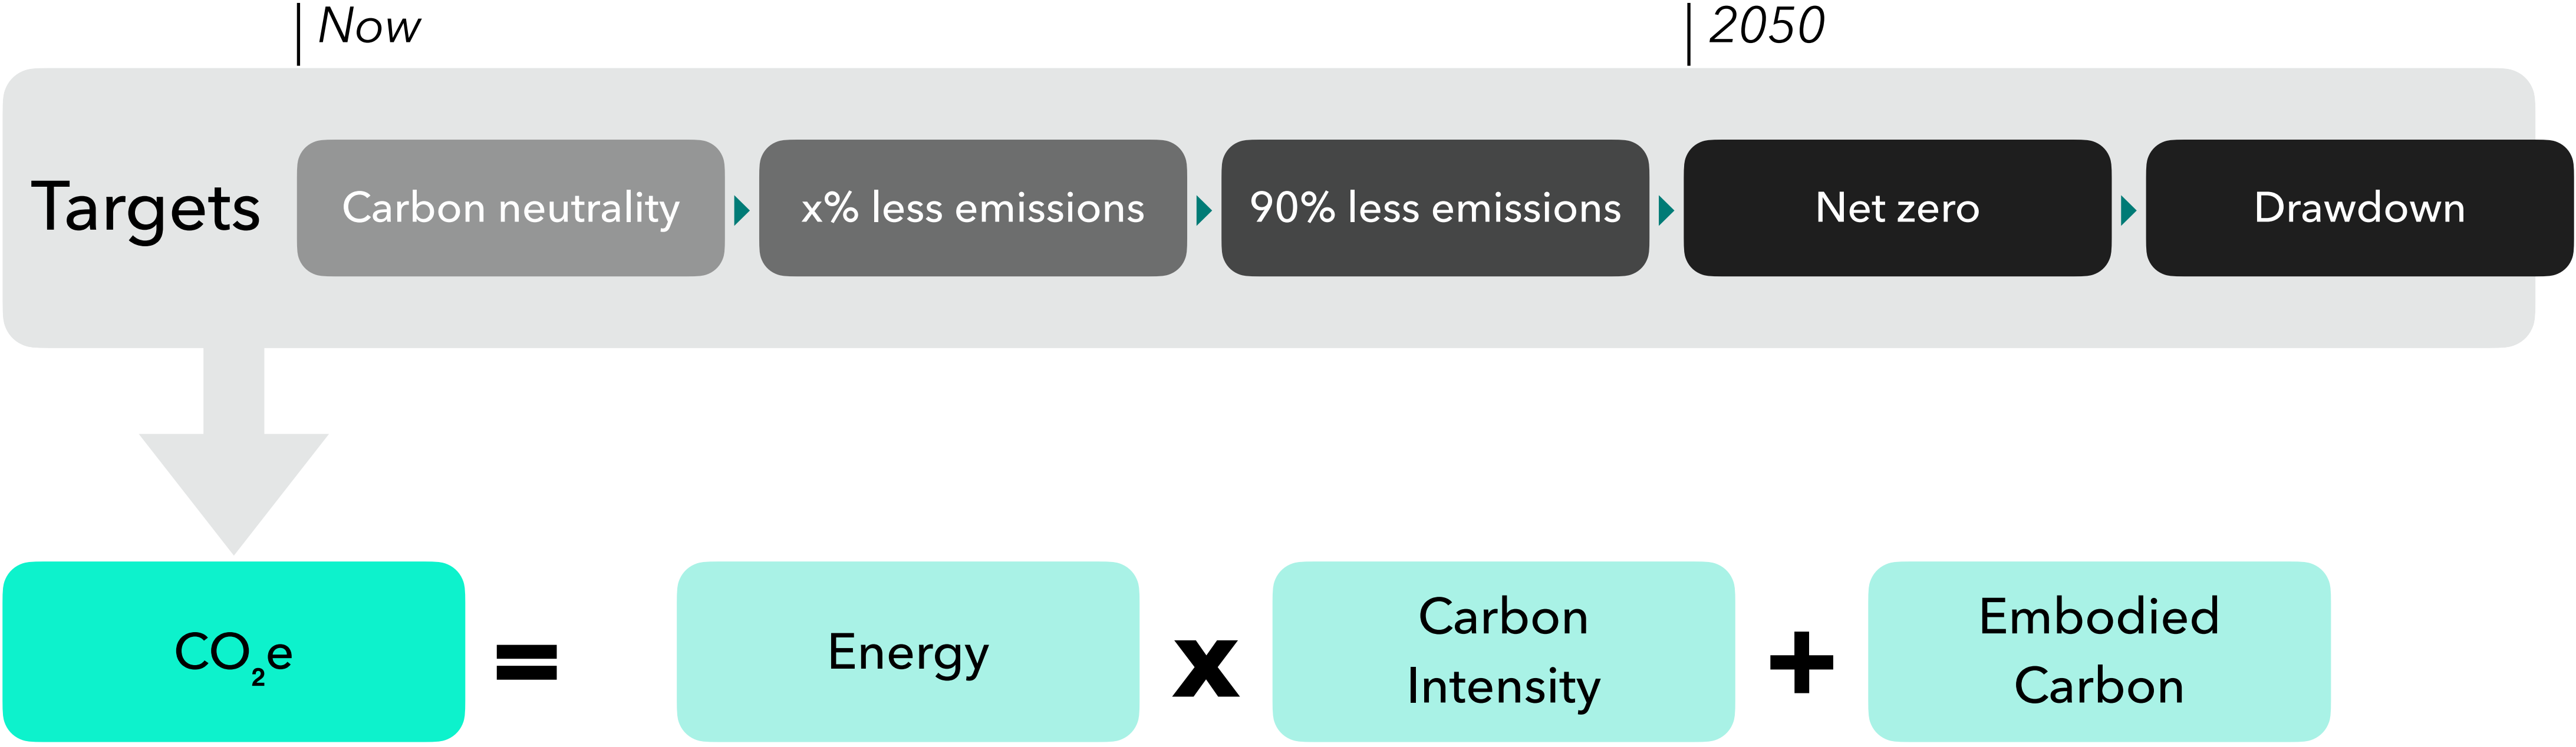 Now
2050
Targets
Carbon neutrality
x% less emissions
90% less emissions
Net zero
Drawdown
CO₂e
=
Energy
x
Carbon
Intensity
+
Embodied
Carbon